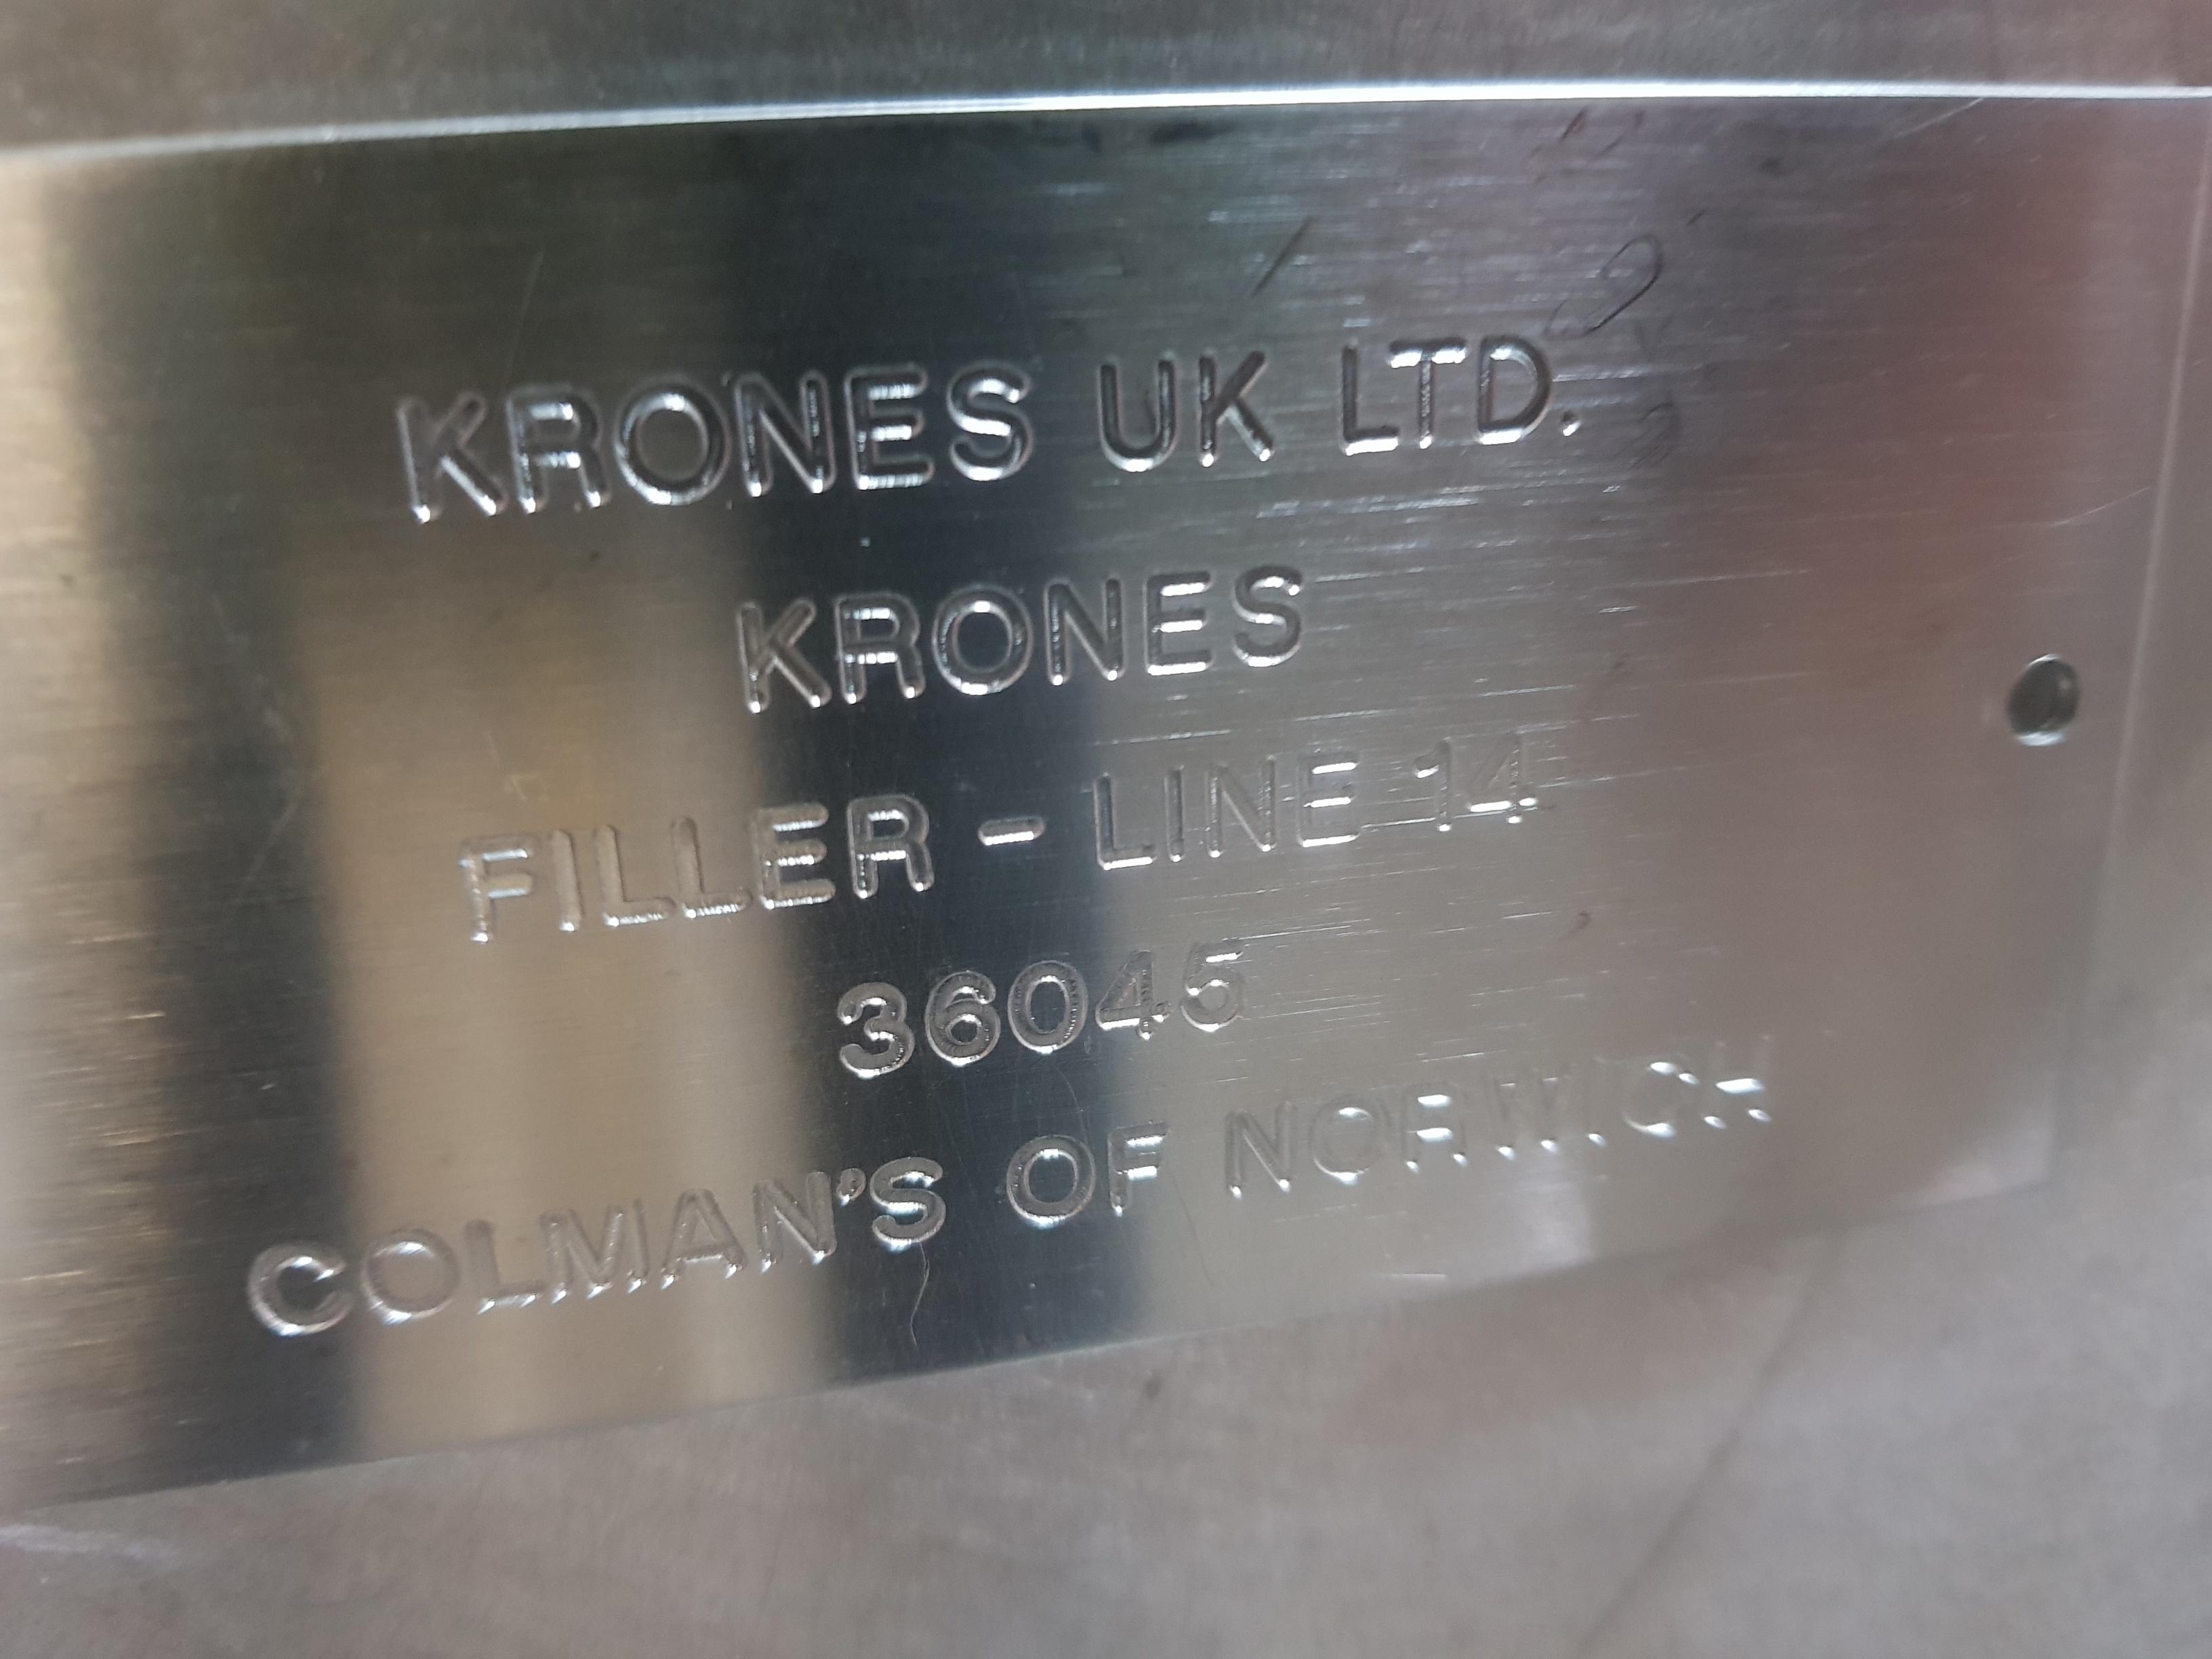 KRONES UK LTD.
KRONES
FILLER - LINE 14
36045
COLMAN'S OF NORWICH